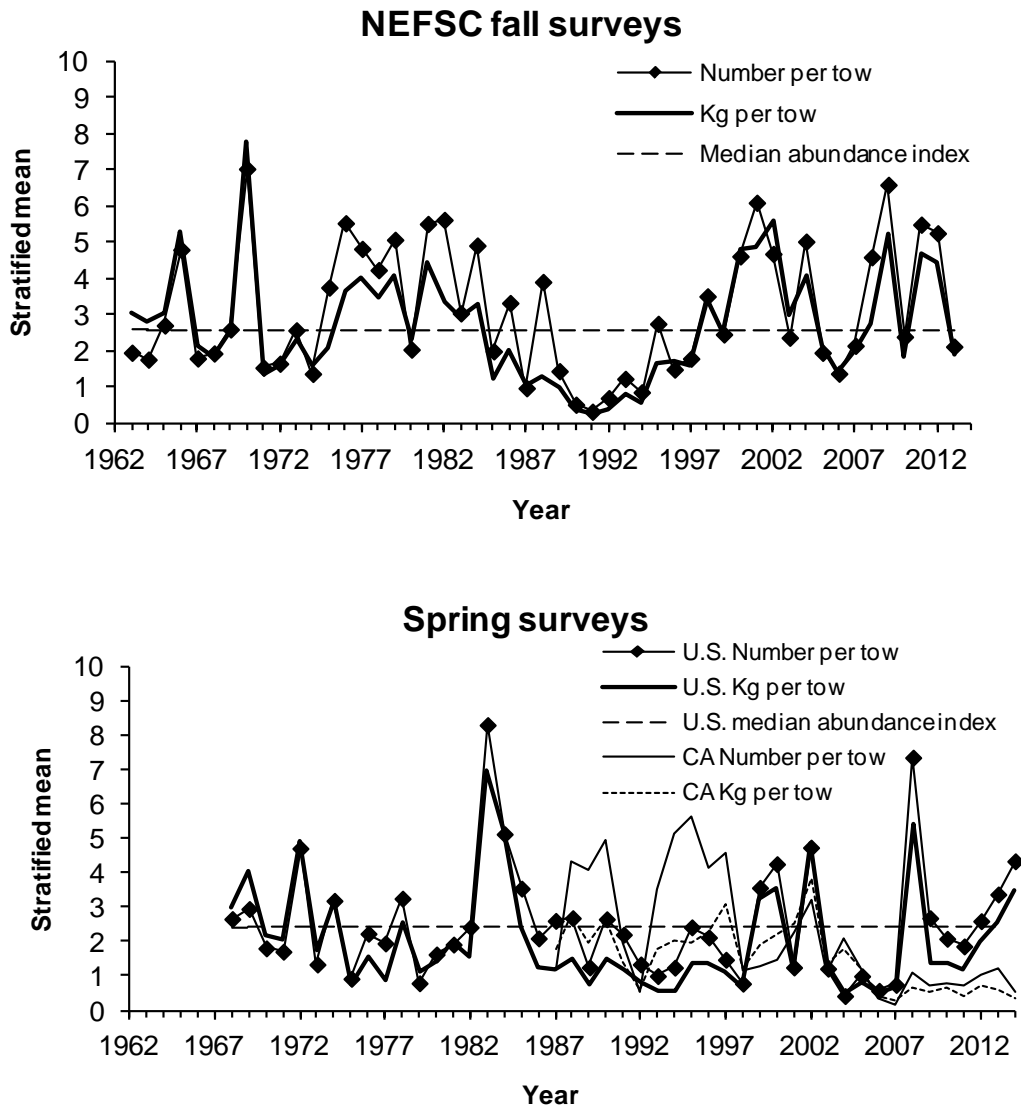 NEFSC fall surveys
10
9
8
7
6
5
4
3
2
1
0
Stratified mean
Number per tow
Kg per tow
Median abundance index
1962 1967 1972 1977 1982 1987 1992 1997 2002 2007 2012
Year
Spring surveys
10
9
8
7
6
5
4
3
2
1
0
Stratified mean
U.S. Number per tow
U.S. Kg per tow
U.S. median abundance index
CA Number per tow
CA Kg per tow
1962 1967 1972 1977 1982 1987 1992 1997 2002 2007 2012
Year